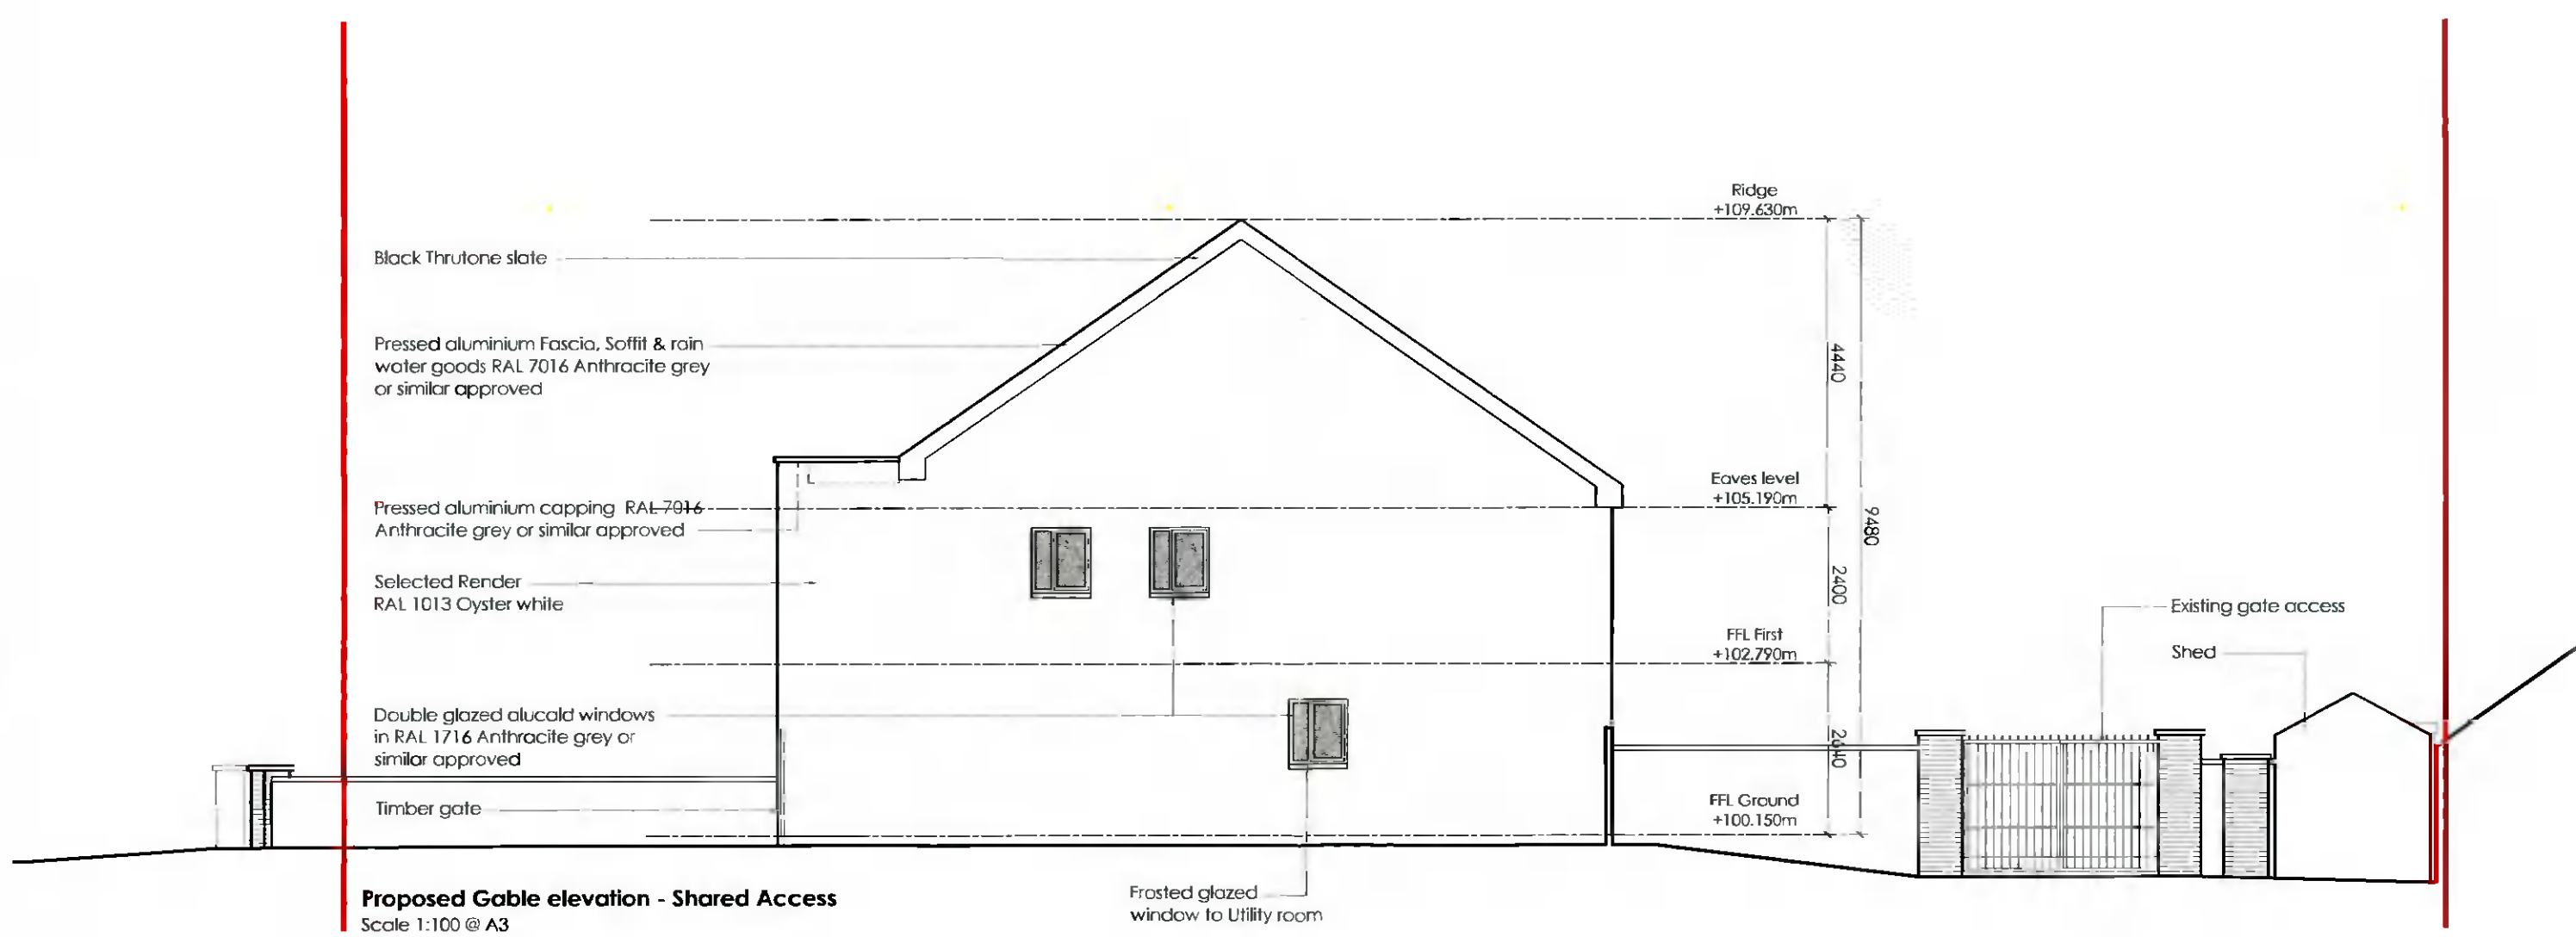 Ridge
+109.630m
Black Thrutone slate
Pressed aluminium Fascia, Soffit & rain
water goods RAL 7016 Anthracite grey
or similar approved
4440
Eaves level
+105.190m
Pressed aluminium capping RAL 7016
Anthracite grey or similar approved
9480
Selected Render
RAL 1013 Oyster white
2400
Existing gate access
FFL First
+102.790m
Shed
Double glazed alucald windows
in RAL 1716 Anthracite grey or
similar approved
2640
Timber gate
FFL Ground
+100.150m
Proposed Gable elevation - Shared Access
Scale 1:100 @ A3
Frosted glazed
window to Utility room